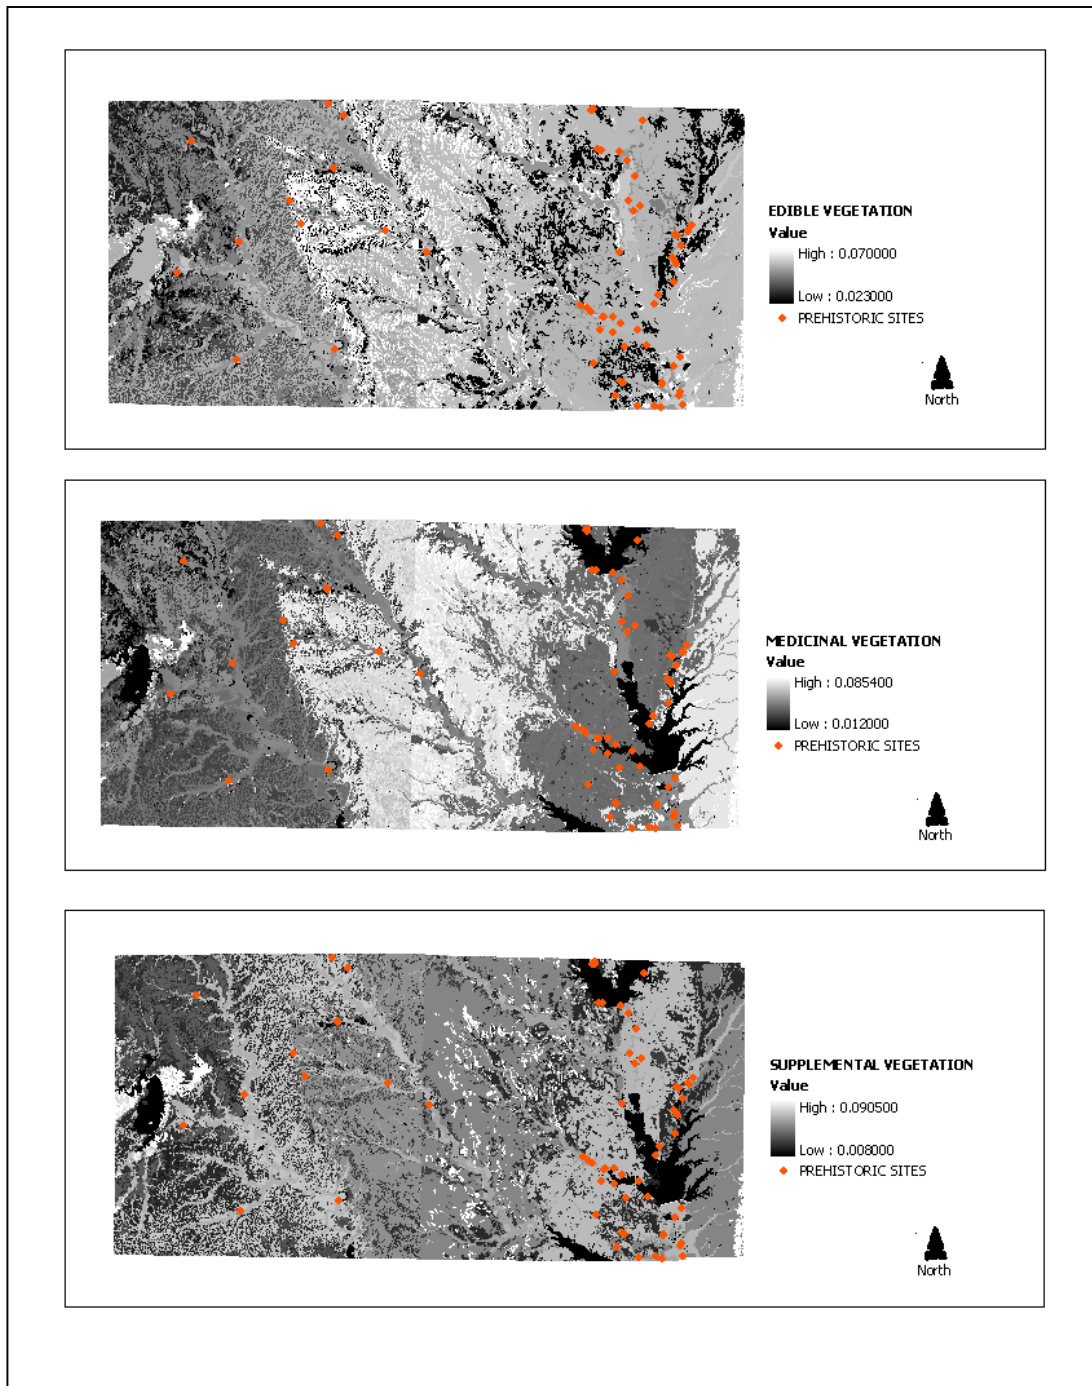 EDIBLE VEGETATION
Value
High : 0.070000
Low : 0.023000
PREHISTORIC SITES
North
MEDICINAL VEGETATION
Value
High : 0.085400
Low : 0.012000
PREHISTORIC SITES
North
SUPPLEMENTAL VEGETATION
Value
High : 0.090500
Low : 0.008000
PREHISTORIC SITES
North